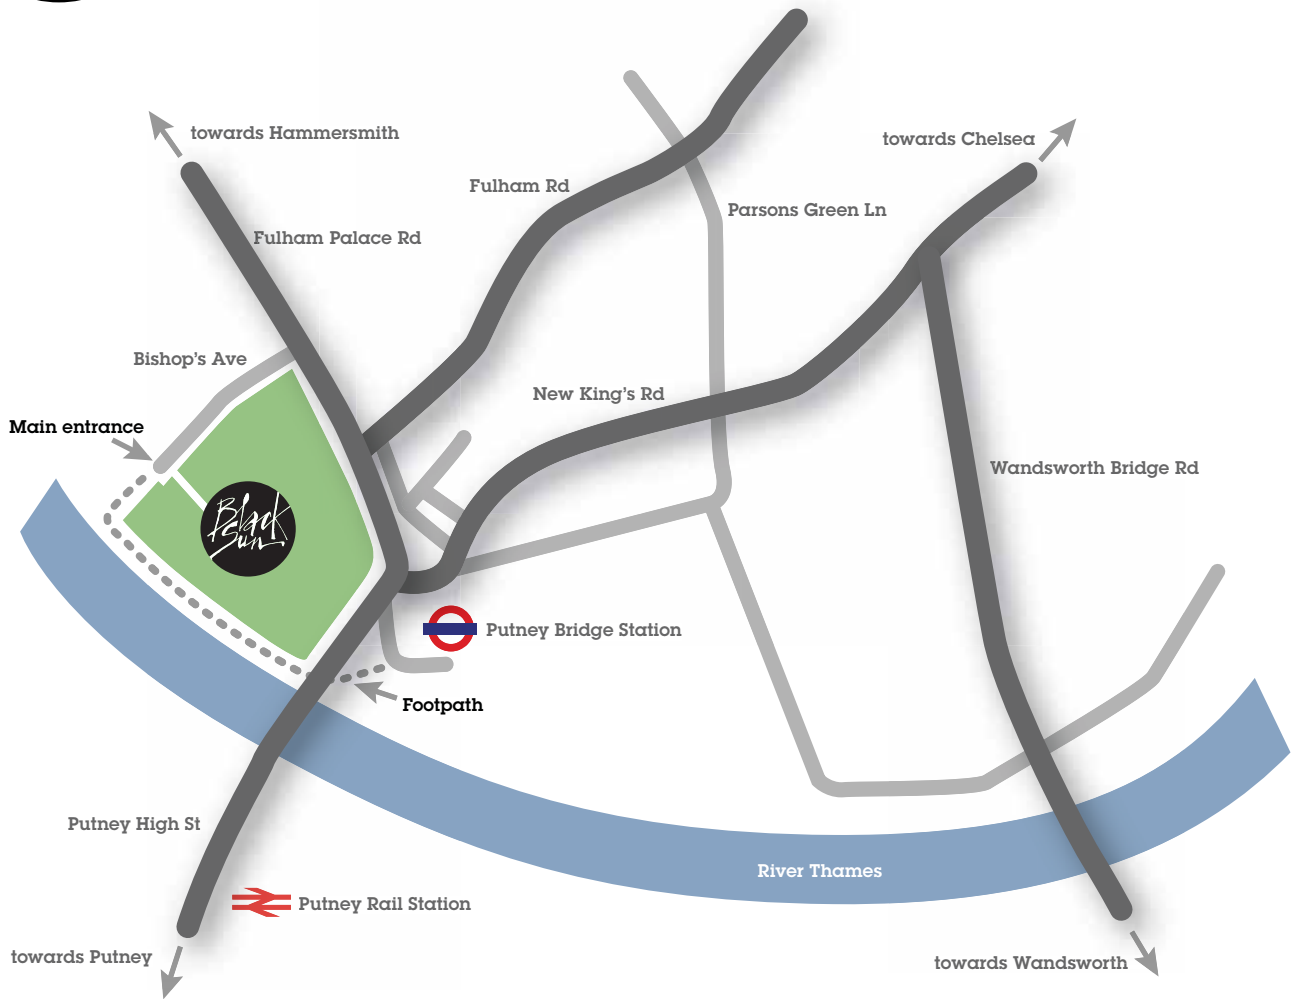 towards Hammersmith
towards Chelsea
Fulham Rd
Parsons Green Ln
Fulham Palace Rd
Bishop's Ave
New King's Rd
Main entrance
Wandsworth Bridge Rd
Black
Sun
Putney Bridge Station
Footpath
Putney High St
River Thames
Putney Rail Station
towards Putney
towards Wandsworth